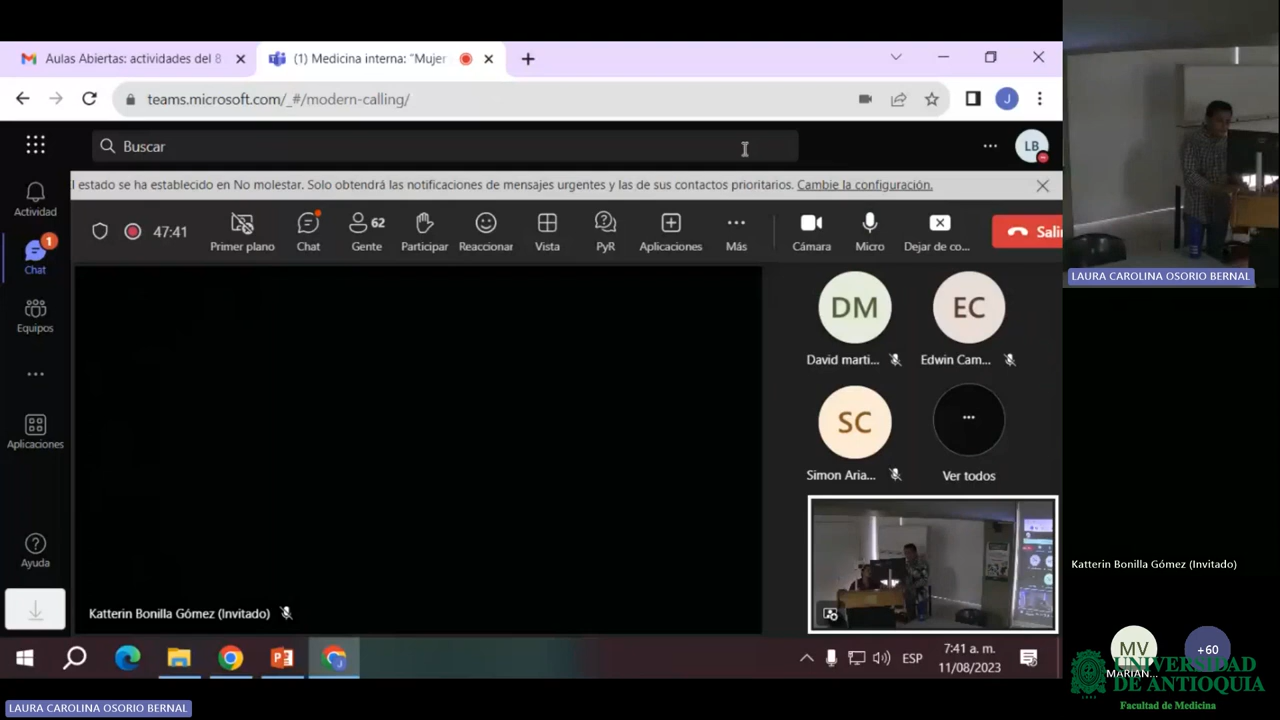 Aulas Abiertas: actividades del 8
(1) Medicina interna: “Mujer
teams.microsoft.com/_#/modern-calling/
J
Buscar
LB
l estado se ha establecido en No molestar. Solo obtendrá las notificaciones de mensajes urgentes y las de sus contactos prioritarios. Cambie la configuración.
Actividad
1
Chat
Equipos
Aplicaciones
Ayuda
47:41
Primer plano
Chat
62
Gente
Participar
Reaccionar
Vista
PyR
Aplicaciones
Más
Cámara
Micro
Dejar de co...
Sali
DM
David marti...
EC
Edwin Cam...
SC
Simon Aria...
Ver todos
Katterin Bonilla Gómez (Invitado)
ESP
7:41 a. m.
11/08/2023
LAURA CAROLINA OSORIO BERNAL
LAURA CAROLINA OSORIO BERNAL
Katterin Bonilla Gómez (Invitado)
MV
MARIAN...
+60
UNIVERSIDAD
DE ANTIOQUIA
Facultad de Medicina